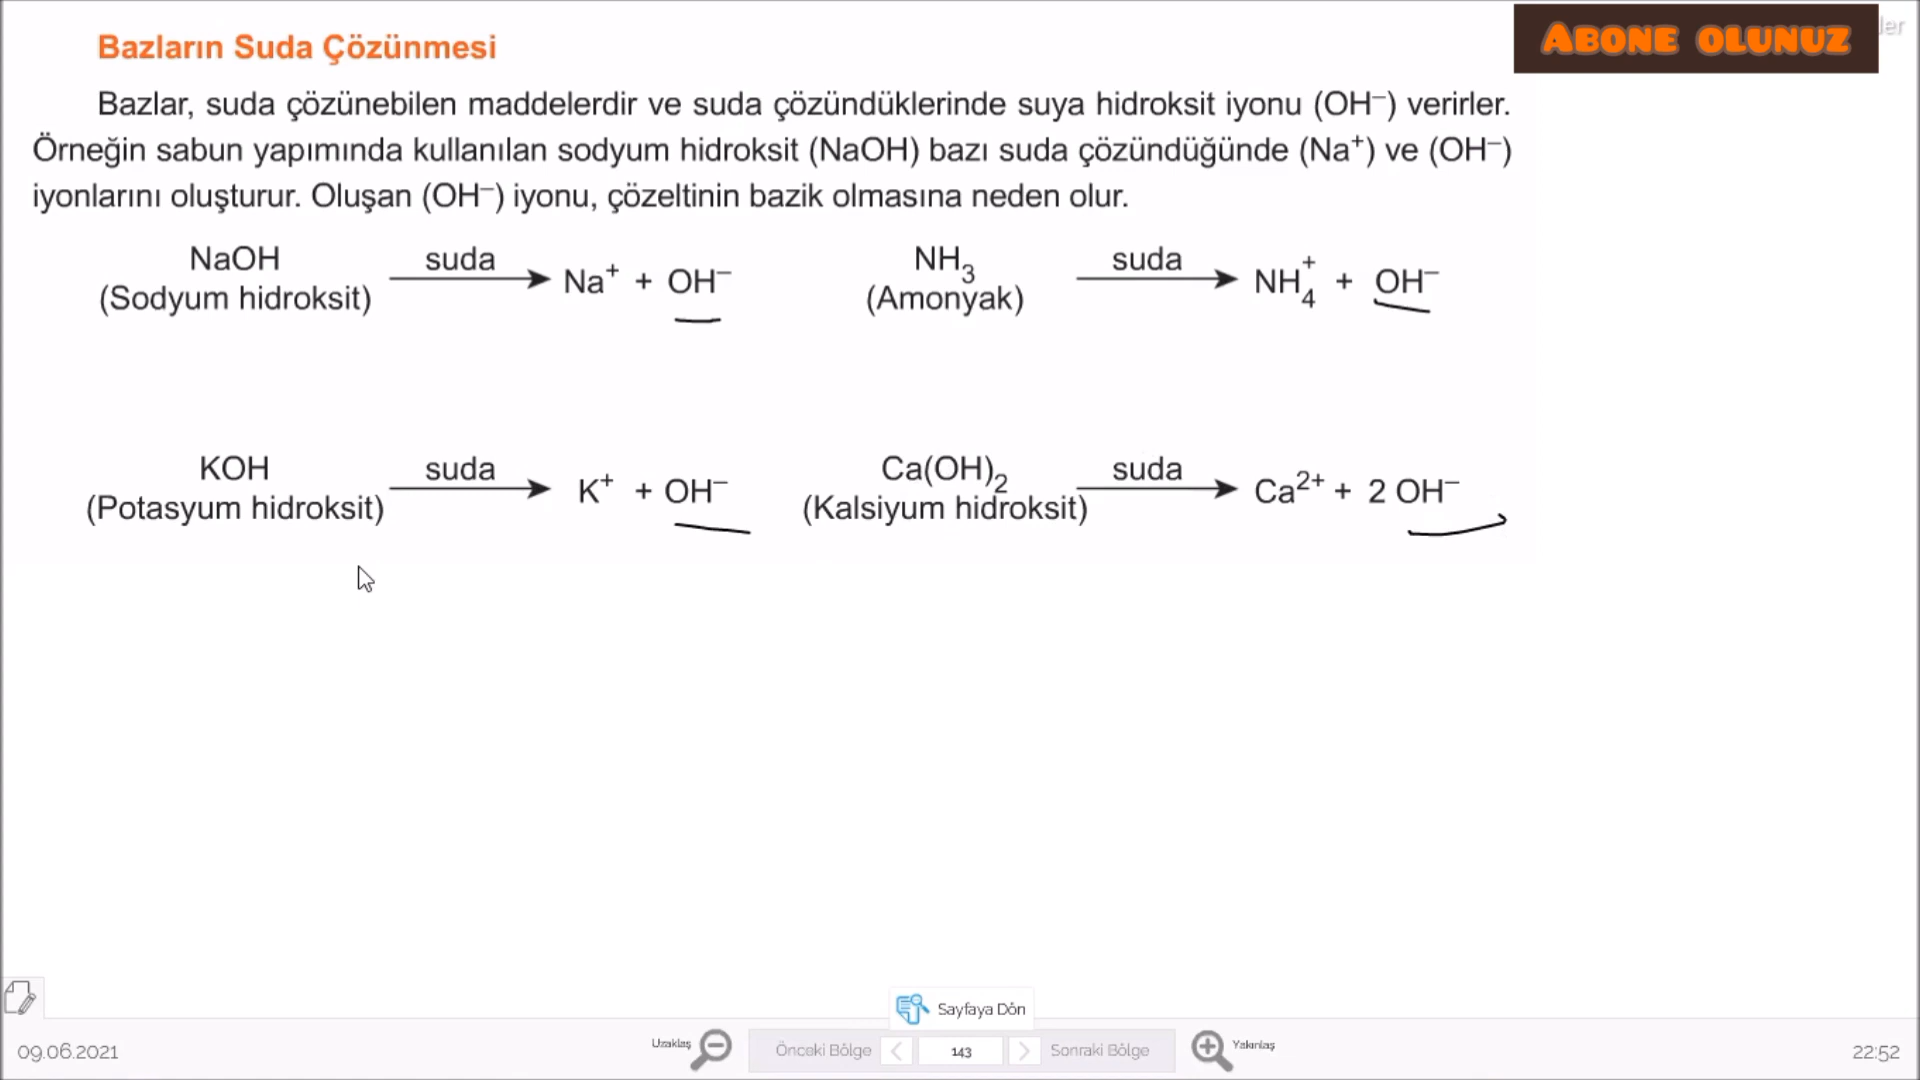 Bazların Suda Çözünmesi
ABONE OLUNUZ
ler
Bazlar, suda çözünebilen maddelerdir ve suda çözündüklerinde suya hidroksit iyonu (OH⁻) verirler.
Örneğin sabun yapımında kullanılan sodyum hidroksit (NaOH) bazı suda çözündüğünde (Na⁺) ve (OH⁻)
iyonlarını oluşturur. Oluşan (OH⁻) iyonu, çözeltinin bazik olmasına neden olur.
NaOH suda → Na⁺ + OH⁻
(Sodyum hidroksit)
NH₃ suda → NH₄⁺ + OH⁻
(Amonyak)
KOH suda → K⁺ + OH⁻
(Potasyum hidroksit)
Ca(OH)₂ suda → Ca²⁺ + 2 OH⁻
(Kalsiyum hidroksit)
Sayfaya Dön
09.06.2021
Uzaklaş
Önceki Bölge
143
Sonraki Bölge
Yakınlaş
22:52